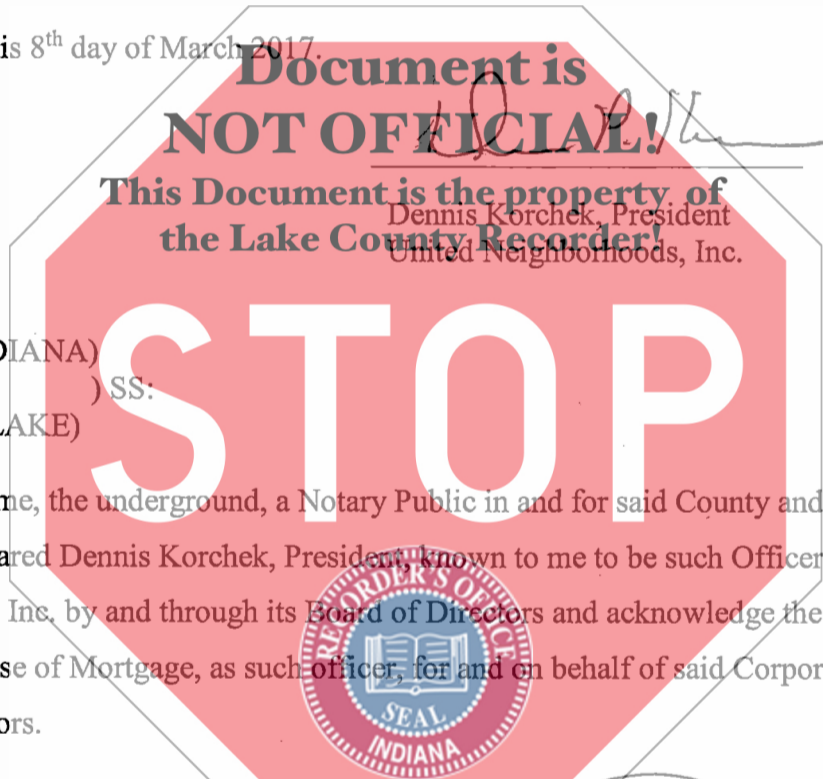 is 8th day of March 2017.
Document is
NOT OFFICIAL!
This Document is the property of
the Lake County Recorder!
Dennis Korchek, President
United Neighborhoods, Inc.
DIANA)
) SS:
LAKE)
STOP
me, the underground, a Notary Public in and for said County and
ared Dennis Korchek, President, known to me to be such Officer
Inc. by and through its Board of Directors and acknowledge the
se of Mortgage, as such officer, for and on behalf of said Corpor
ors.
RECORDER'S OFFICE
SEAL
INDIANA